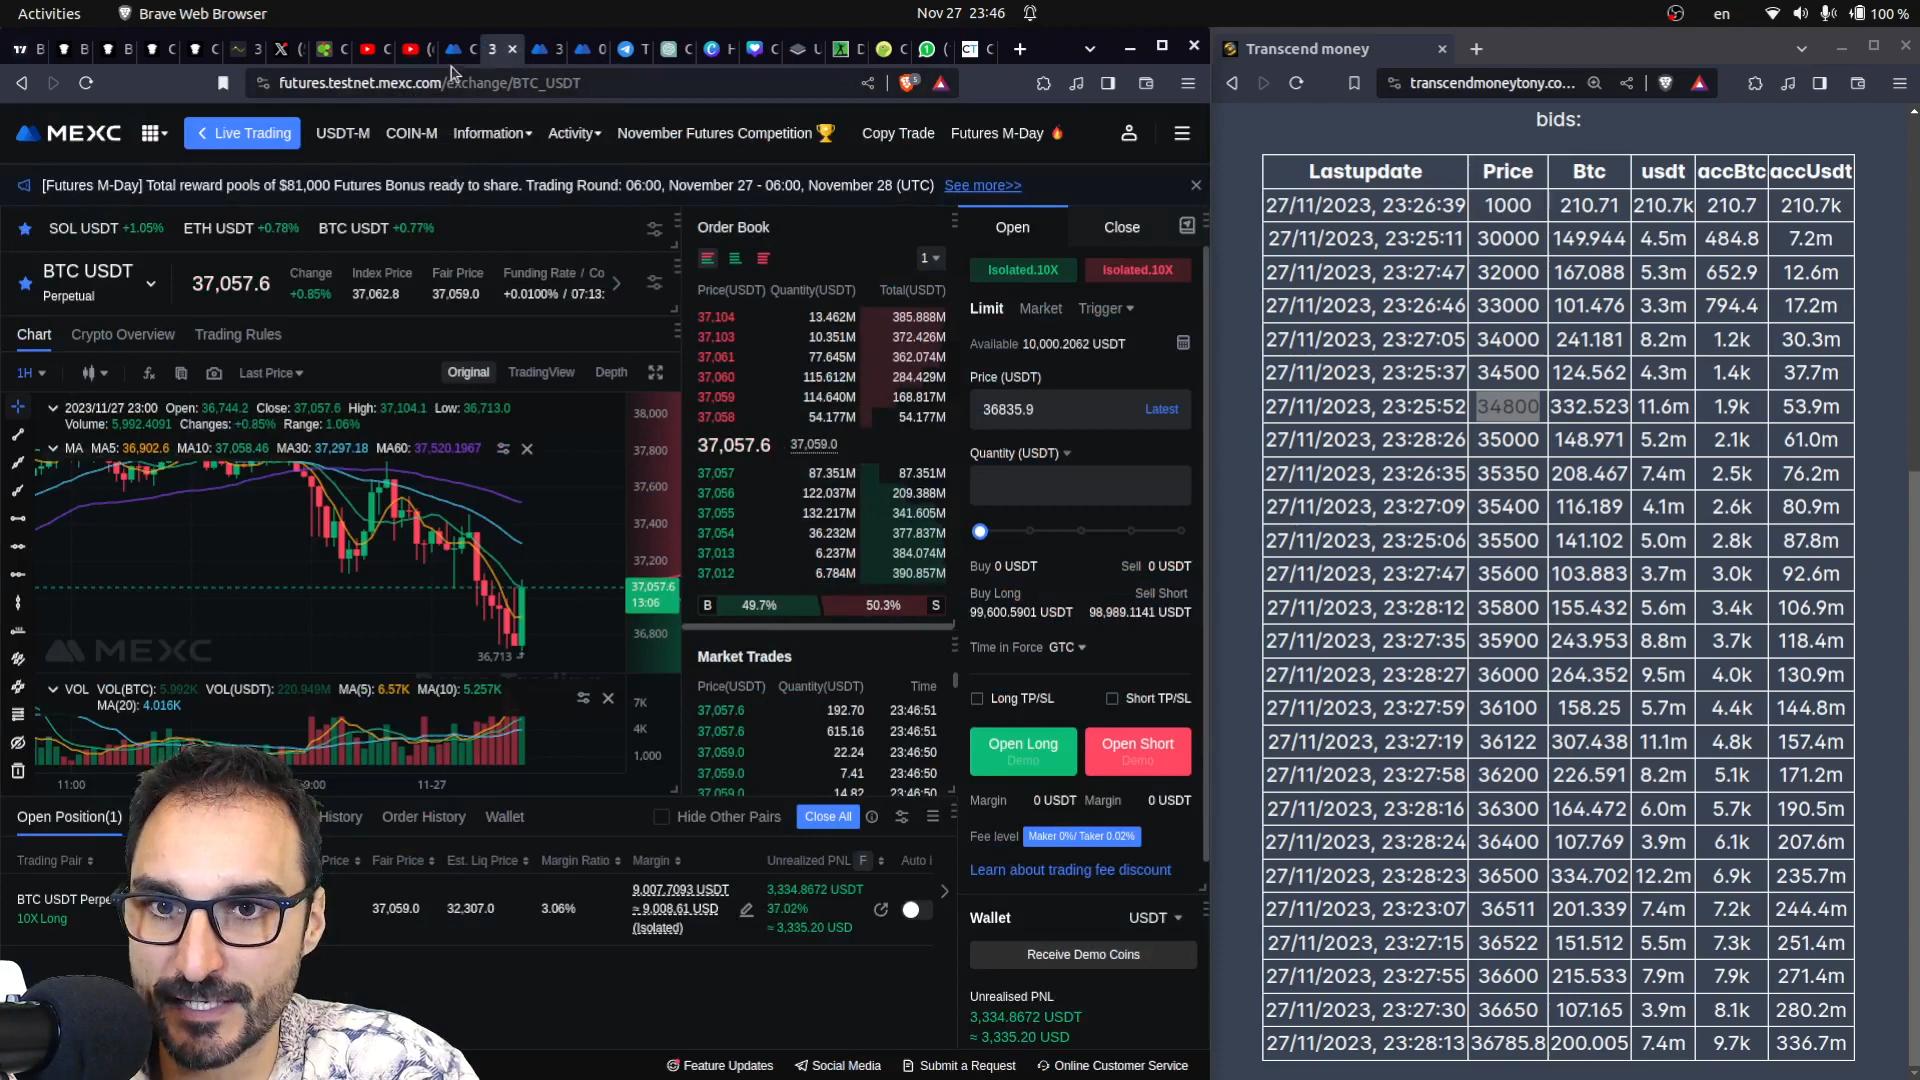 Activities
Brave Web Browser
Nov 27 23:46
en
100 %
futures.testnet.mexc.com/exchange/BTC_USDT
MEXC
Live Trading
USDT-M
COIN-M
Information
Activity
November Futures Competition
Copy Trade
Futures M-Day
[Futures M-Day] Total reward pools of $81,000 Futures Bonus ready to share. Trading Round: 06:00, November 27 - 06:00, November 28 (UTC)
See more>>
SOL USDT +1.05%
ETH USDT +0.78%
BTC USDT +0.77%
BTC USDT
Perpetual
37,057.6
Change
+0.85%
Index Price
37,062.8
Fair Price
37,059.0
Funding Rate / Co
+0.0100% / 07:13:
Chart
Crypto Overview
Trading Rules
1H
Last Price
Original
TradingView
Depth
2023/11/27 23:00 Open: 36,744.2 Close: 37,057.6 High: 37,104.1 Low: 36,713.0
Volume: 5,992.4091 Changes: +0.85% Range: 1.06%
MA MA5: 36,902.6 MA10: 37,058.46 MA30: 37,297.18 MA60: 37,520.1967
38,000
37,800
37,600
37,400
37,200
37,057.6
13:06
36,800
36,713
MEXC
VOL VOL(BTC): 5.992K VOL(USDT): 220.949M MA(5): 6.57K MA(10): 5.257K
MA(20): 4.016K
7K
4K
1,000
11:00
9:00
11-27
Order Book
1
Price(USDT) Quantity(USDT) Total(USDT)
37,104 13.462M 385.888M
37,103 10.351M 372.426M
37,061 77.645M 362.074M
37,060 115.612M 284.429M
37,059 114.640M 168.817M
37,058 54.177M 54.177M
37,057.6 37,059.0
37,057 87.351M 87.351M
37,056 122.037M 209.388M
37,055 132.217M 341.605M
37,054 36.232M 377.837M
37,013 6.237M 384.074M
37,012 6.784M 390.857M
B 49.7% 50.3% S
Market Trades
Price(USDT) Quantity(USDT) Time
37,057.6 192.70 23:46:51
37,057.6 615.16 23:46:51
37,059.0 22.24 23:46:50
37,059.0 7.41 23:46:50
37,059.0 14.82 23:46:50
Open
Close
Isolated.10X
Isolated.10X
Limit
Market
Trigger
Available 10,000.2062 USDT
Price (USDT)
36835.9
Latest
Quantity (USDT)
Buy 0 USDT Sell 0 USDT
Buy Long Sell Short
99,600.5901 USDT 98,989.1141 USDT
Time in Force GTC
Long TP/SL
Short TP/SL
Open Long
Demo
Open Short
Demo
Margin 0 USDT Margin 0 USDT
Fee level Maker 0%/ Taker 0.02%
Learn about trading fee discount
Wallet USDT
Receive Demo Coins
Unrealised PNL
3,334.8672 USDT
≈ 3,335.20 USD
Open Position(1)
History
Order History
Wallet
Hide Other Pairs
Close All
Trading Pair
Price
Fair Price
Est. Liq Price
Margin Ratio
Margin
Unrealized PNL F
Auto
BTC USDT Perpe
10X Long
37,059.0
32,307.0
3.06%
9,007.7093 USDT
≈ 9,008.61 USD
(Isolated)
3,334.8672 USDT
37.02%
≈ 3,335.20 USD
Feature Updates
Social Media
Submit a Request
Online Customer Service
Transcend money
transcendmoneytony.co...
bids:
Lastupdate Price Btc usdt accBtc accUsdt
27/11/2023, 23:26:39 1000 210.71 210.7k 210.7 210.7k
27/11/2023, 23:25:11 30000 149.944 4.5m 484.8 7.2m
27/11/2023, 23:27:47 32000 167.088 5.3m 652.9 12.6m
27/11/2023, 23:26:46 33000 101.476 3.3m 794.4 17.2m
27/11/2023, 23:27:05 34000 241.181 8.2m 1.2k 30.3m
27/11/2023, 23:25:37 34500 124.562 4.3m 1.4k 37.7m
27/11/2023, 23:25:52 34800 332.523 11.6m 1.9k 53.9m
27/11/2023, 23:28:26 35000 148.971 5.2m 2.1k 61.0m
27/11/2023, 23:26:35 35350 208.467 7.4m 2.5k 76.2m
27/11/2023, 23:27:09 35400 116.189 4.1m 2.6k 80.9m
27/11/2023, 23:25:06 35500 141.102 5.0m 2.8k 87.8m
27/11/2023, 23:27:47 35600 103.883 3.7m 3.0k 92.6m
27/11/2023, 23:28:12 35800 155.432 5.6m 3.4k 106.9m
27/11/2023, 23:27:35 35900 243.953 8.8m 3.7k 118.4m
27/11/2023, 23:28:27 36000 264.352 9.5m 4.0k 130.9m
27/11/2023, 23:27:59 36100 158.25 5.7m 4.4k 144.8m
27/11/2023, 23:27:19 36122 307.438 11.1m 4.8k 157.4m
27/11/2023, 23:27:58 36200 226.591 8.2m 5.1k 171.2m
27/11/2023, 23:28:16 36300 164.472 6.0m 5.7k 190.5m
27/11/2023, 23:28:24 36400 107.769 3.9m 6.1k 207.6m
27/11/2023, 23:28:23 36500 334.702 12.2m 6.9k 235.7m
27/11/2023, 23:23:07 36511 201.339 7.4m 7.2k 244.4m
27/11/2023, 23:27:15 36522 151.512 5.5m 7.3k 251.4m
27/11/2023, 23:27:55 36600 215.533 7.9m 7.9k 271.4m
27/11/2023, 23:27:30 36650 107.165 3.9m 8.1k 280.2m
27/11/2023, 23:28:13 36785.8 200.005 7.4m 9.7k 336.7m